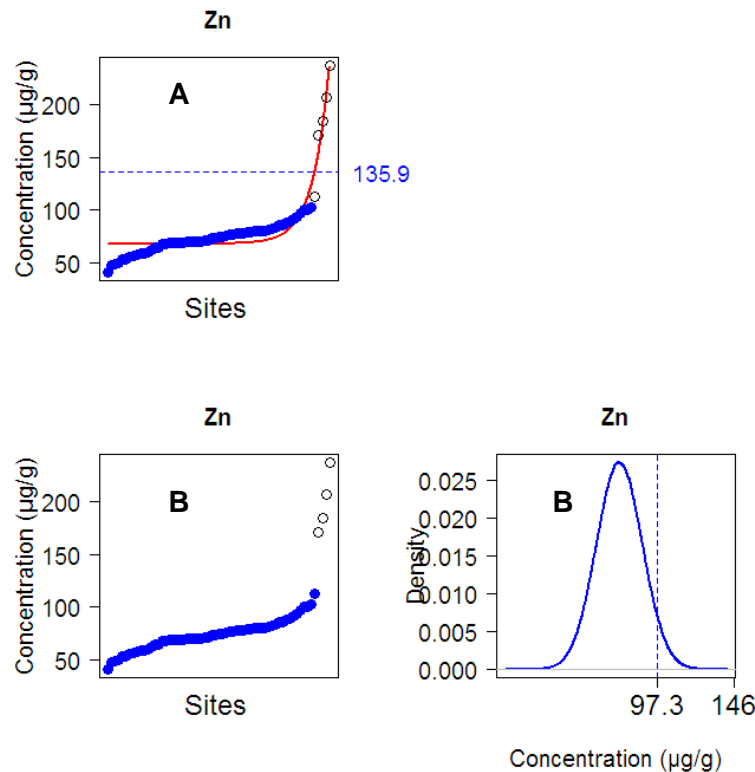 Zn
A
Concentration (µg/g)
200
150
100
50
135.9
Sites
Zn
B
Concentration (µg/g)
200
150
100
50
Sites
Zn
B
Density
0.025
0.020
0.015
0.010
0.005
0.000
97.3 146
Concentration (µg/g)